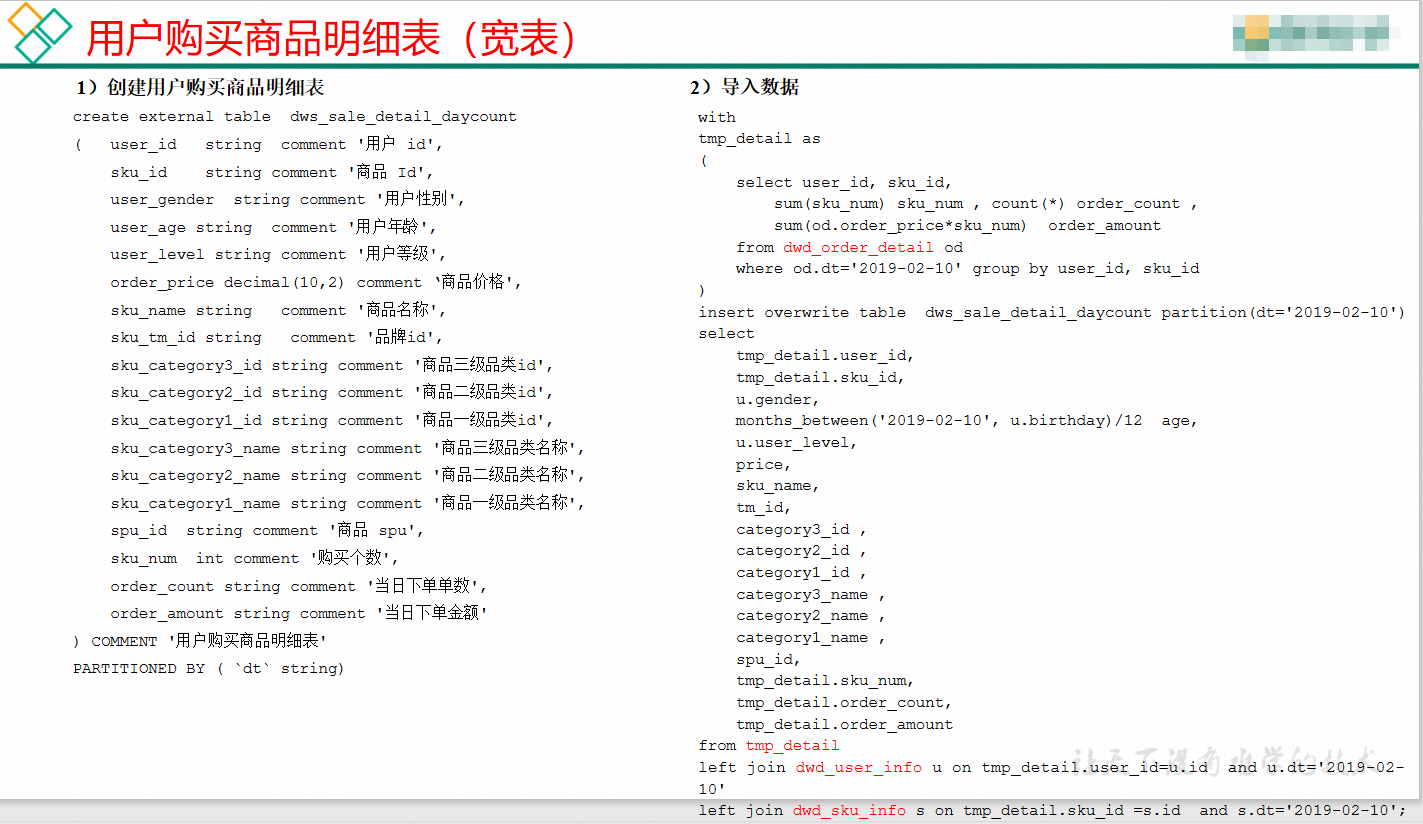 用户购买商品明细表（宽表）
1）创建用户购买商品明细表
create external table  dws_sale_detail_daycount
(   user_id   string  comment '用户 id',
    sku_id    string comment '商品 Id',
    user_gender  string comment '用户性别',
    user_age string  comment '用户年龄',
    user_level string comment '用户等级',
    order_price decimal(10,2) comment '商品价格',
    sku_name string   comment '商品名称',
    sku_tm_id string   comment '品牌id',
    sku_category3_id string comment '商品三级品类id',
    sku_category2_id string comment '商品二级品类id',
    sku_category1_id string comment '商品一级品类id',
    sku_category3_name string comment '商品三级品类名称',
    sku_category2_name string comment '商品二级品类名称',
    sku_category1_name string comment '商品一级品类名称',
    spu_id  string comment '商品 spu',
    sku_num  int comment '购买个数',
    order_count string comment '当日下单单数',
    order_amount string comment '当日下单金额'
) COMMENT '用户购买商品明细表'
PARTITIONED BY ( `dt` string)
2）导入数据
with
tmp_detail as
(
    select user_id, sku_id,
        sum(sku_num) sku_num , count(*) order_count ,
        sum(od.order_price*sku_num)  order_amount
    from dwd_order_detail od
    where od.dt='2019-02-10' group by user_id, sku_id
)
insert overwrite table  dws_sale_detail_daycount partition(dt='2019-02-10')
select
    tmp_detail.user_id,
    tmp_detail.sku_id,
    u.gender,
    months_between('2019-02-10', u.birthday)/12  age,
    u.user_level,
    price,
    sku_name,
    tm_id,
    category3_id ,
    category2_id ,
    category1_id ,
    category3_name ,
    category2_name ,
    category1_name ,
    spu_id,
    tmp_detail.sku_num,
    tmp_detail.order_count,
    tmp_detail.order_amount
from tmp_detail
让天下没有难学的技术
left join dwd_user_info u on tmp_detail.user_id=u.id  and u.dt='2019-02-
10'
left join dwd_sku_info s on tmp_detail.sku_id =s.id  and s.dt='2019-02-10';